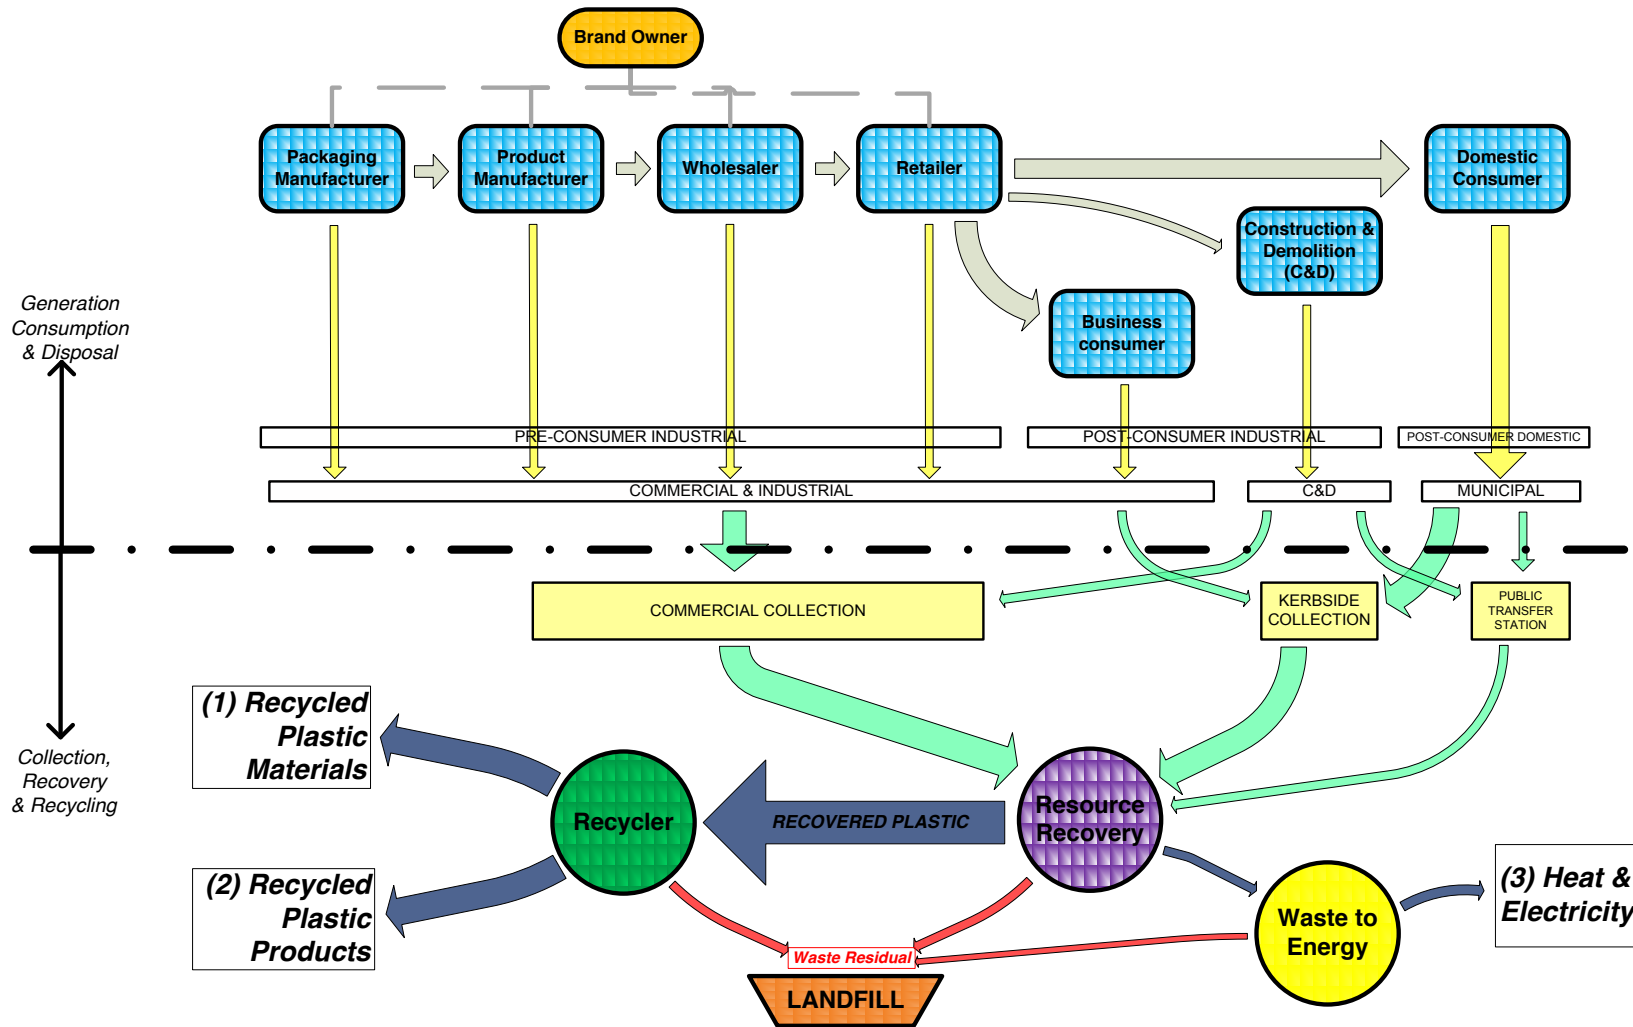 Brand Owner
Packaging
Manufacturer
Product
Manufacturer
Wholesaler
Retailer
Domestic
Consumer
Construction &
Demolition
(C&D)
Business
consumer
Generation
Consumption
& Disposal
PRE-CONSUMER INDUSTRIAL
POST-CONSUMER INDUSTRIAL
POST-CONSUMER DOMESTIC
COMMERCIAL & INDUSTRIAL
C&D
MUNICIPAL
COMMERCIAL COLLECTION
KERBSIDE
COLLECTION
PUBLIC
TRANSFER
STATION
(1) Recycled
Plastic
Materials
Collection,
Recovery
& Recycling
Recycler
RECOVERED PLASTIC
Resource
Recovery
(2) Recycled
Plastic
Products
Waste to
Energy
(3) Heat &
Electricity
Waste Residual
LANDFILL